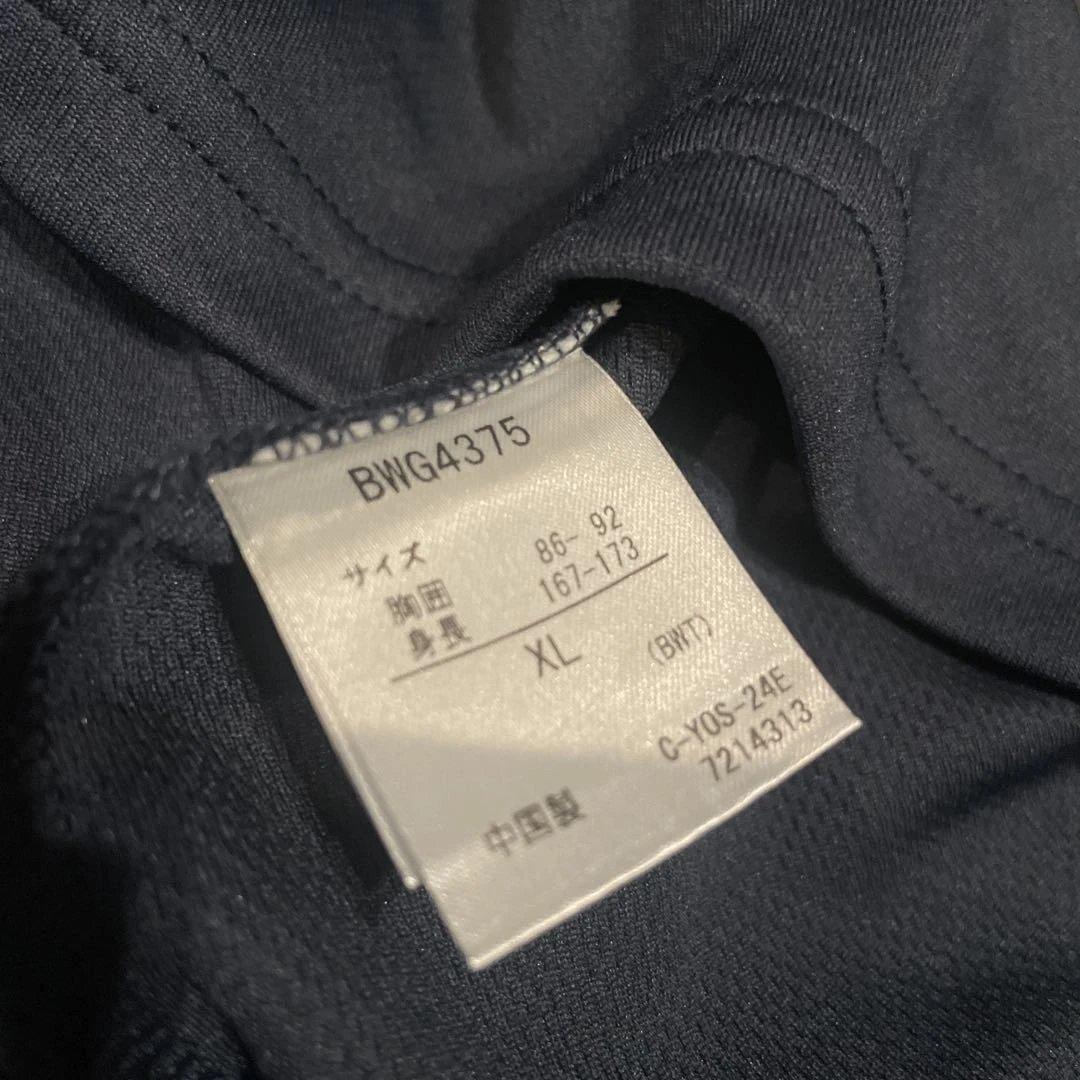 BWG4375
サイズ
胸囲 86- 92
身長 167-173
XL (BWT)
C-YOS-24E
7214313
中国製